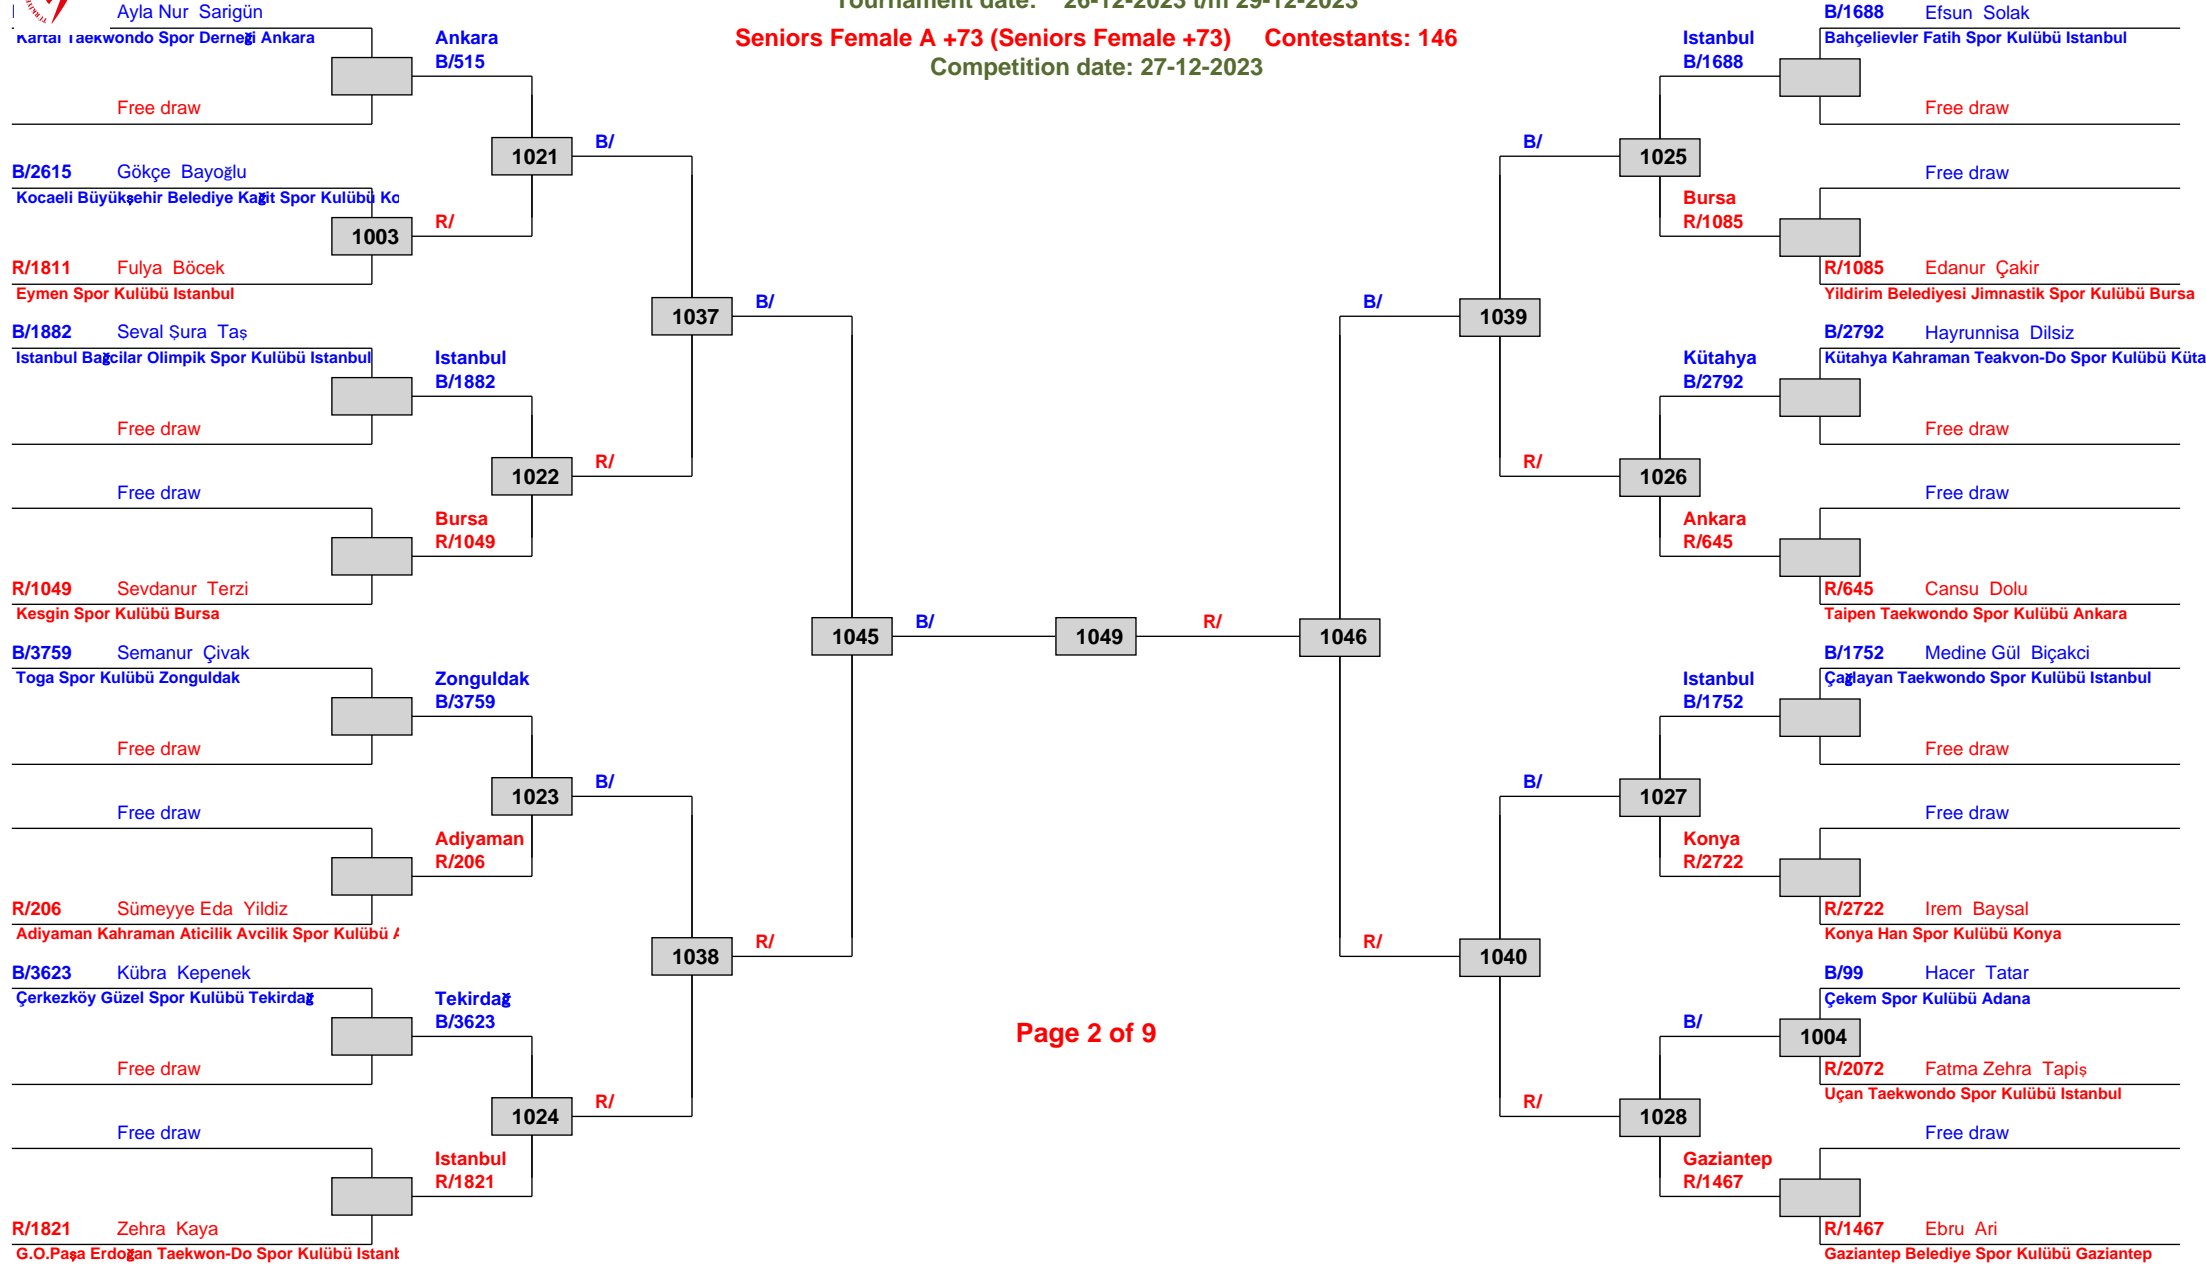 Tournament date: 26-12-2023 t/m 29-12-2023
Seniors Female A +73 (Seniors Female +73) Contestants: 146
Competition date: 27-12-2023
Ayla Nur Sarigün
Kartal Taekwondo Spor Derneği Ankara
Free draw
B/2615 Gökçe Bayoğlu
Kocaeli Büyükşehir Belediye Kağit Spor Kulübü Ko
1003
R/1811 Fulya Böcek
Eymen Spor Kulübü Istanbul
B/1882 Seval Şura Taş
Istanbul Bağcilar Olimpik Spor Kulübü Istanbul
Free draw
Free draw
R/1049 Sevdanur Terzi
Kesgin Spor Kulübü Bursa
B/3759 Semanur Çivak
Toga Spor Kulübü Zonguldak
Free draw
Free draw
R/206 Sümeyye Eda Yildiz
Adiyaman Kahraman Aticilik Avcilik Spor Kulübü A
B/3623 Kübra Kepenek
Çerkezköy Güzel Spor Kulübü Tekirdağ
Free draw
Free draw
R/1821 Zehra Kaya
G.O.Paşa Erdoğan Taekwon-Do Spor Kulübü Istanb
Ankara
B/515
1021
R/
Istanbul
B/1882
1022
Bursa
R/1049
Zonguldak
B/3759
1023
Adiyaman
R/206
Tekirdağ
B/3623
1024
Istanbul
R/1821
B/
1037
R/
B/
1038
R/
B/
1045
R/
B/
1049
R/
Page 2 of 9
B/
1046
R/
B/
1039
R/
B/
1040
R/
Istanbul
B/1688
1025
Bursa
R/1085
Kütahya
B/2792
1026
Ankara
R/645
Istanbul
B/1752
1027
Konya
R/2722
B/
1028
Gaziantep
R/1467
B/1688 Efsun Solak
Bahçelievler Fatih Spor Kulübü Istanbul
Free draw
Free draw
R/1085 Edanur Çakir
Yildirim Belediyesi Jimnastik Spor Kulübü Bursa
B/2792 Hayrunnisa Dilsiz
Kütahya Kahraman Teakvon-Do Spor Kulübü Küta
Free draw
Free draw
R/645 Cansu Dolu
Taipen Taekwondo Spor Kulübü Ankara
B/1752 Medine Gül Biçakci
Çağlayan Taekwondo Spor Kulübü Istanbul
Free draw
Free draw
R/2722 Irem Baysal
Konya Han Spor Kulübü Konya
B/99 Hacer Tatar
Çekem Spor Kulübü Adana
1004
R/2072 Fatma Zehra Tapiş
Uçan Taekwondo Spor Kulübü Istanbul
Free draw
R/1467 Ebru Ari
Gaziantep Belediye Spor Kulübü Gaziantep